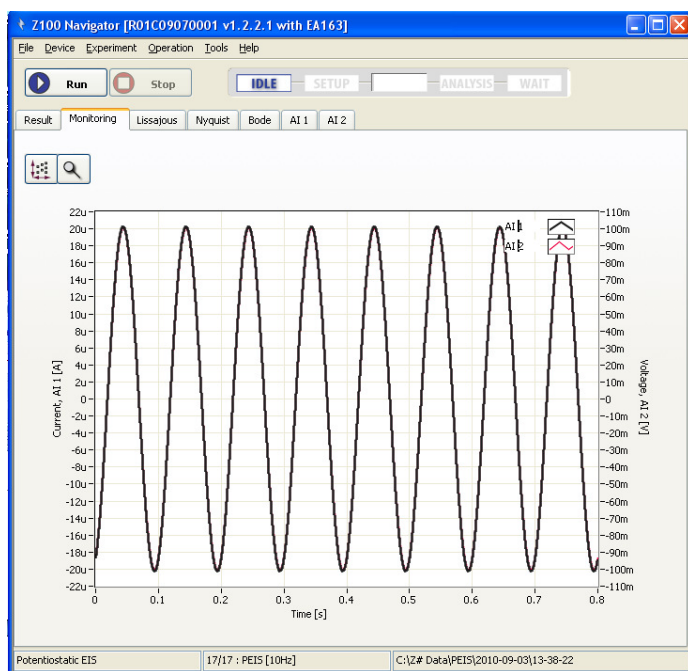 Z100 Navigator [R01C09070001 v1.2.2.1 with EA163]
File Device Experiment Operation Tools Help
Run Stop IDLE SETUP ANALYSIS WAIT
Result Monitoring Lissajous Nyquist Bode AI 1 AI 2
22u 110m
20u AI 1 100m
18u AI 2 90m
16u 80m
14u 70m
12u 60m
10u 50m
8u 40m
6u 30m
4u 20m
2u 10m
0 0
-2u -10m
-4u -20m
-6u -30m
-8u -40m
-10u -50m
-12u -60m
-14u -70m
-16u -80m
-18u -90m
-20u -100m
-22u -110m
Current, AI 1 [A]
Voltage, AI 2 [V]
0 0.1 0.2 0.3 0.4 0.5 0.6 0.7 0.8
Time [s]
Potentiostatic EIS 17/17 : PEIS [10Hz] C:\Z# Data\PEIS\2010-09-03\13-38-22